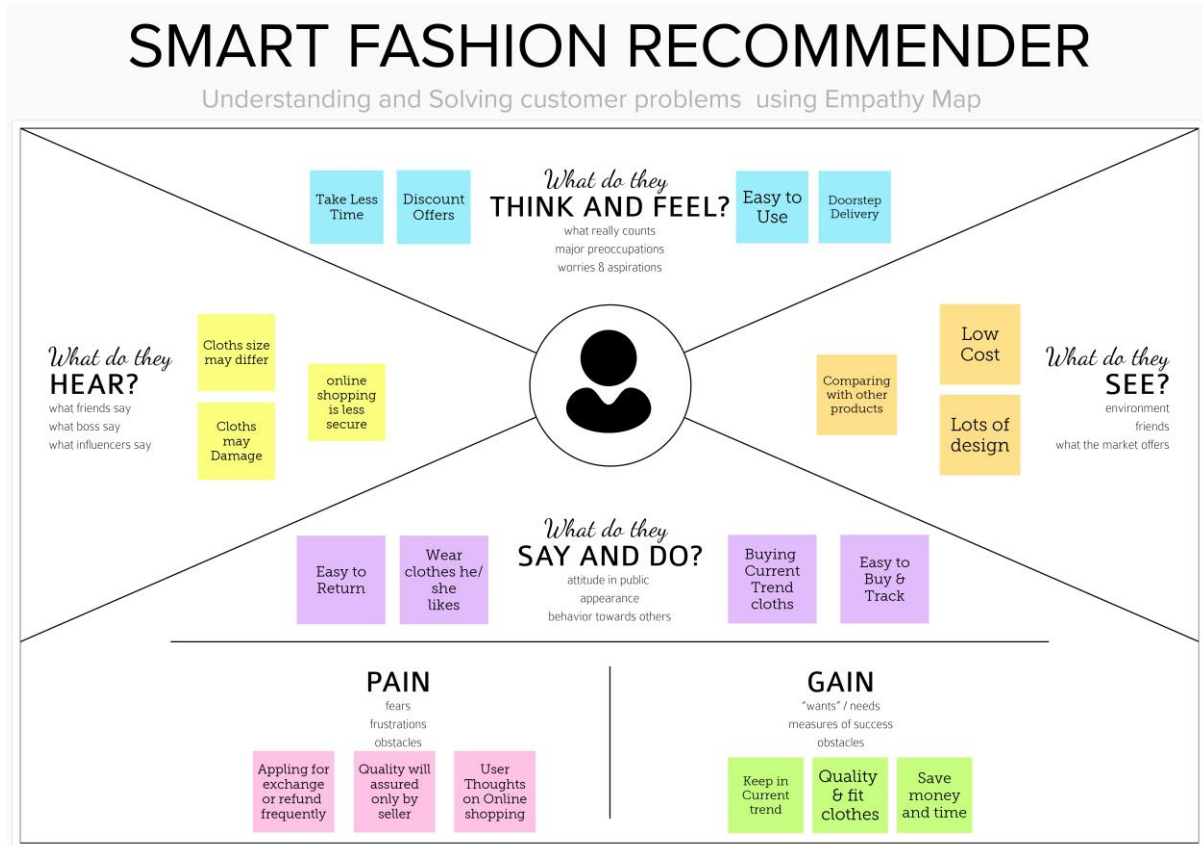 SMART FASHION RECOMMENDER
Understanding and Solving customer problems using Empathy Map
What do they
THINK AND FEEL?
what really counts
major preoccupations
worries & aspirations
Take Less
Time
Discount
Offers
Easy to
Use
Doorstep
Delivery
What do they
HEAR?
what friends say
what boss say
what influencers say
Cloths size
may differ
online
shopping
is less
secure
Cloths
may
Damage
What do they
SEE?
environment
friends
what the market offers
Low
Cost
Comparing
with other
products
Lots of
design
What do they
SAY AND DO?
attitude in public
appearance
behavior towards others
Easy to
Return
Wear
clothes he/
she
likes
Buying
Current
Trend
cloths
Easy to
Buy &
Track
PAIN
fears
frustrations
obstacles
Appling for
exchange
or refund
frequently
Quality will
assured
only by
seller
User
Thoughts
on Online
shopping
GAIN
"wants" / needs
measures of success
obstacles
Keep in
Current
trend
Quality
& fit
clothes
Save
money
and time